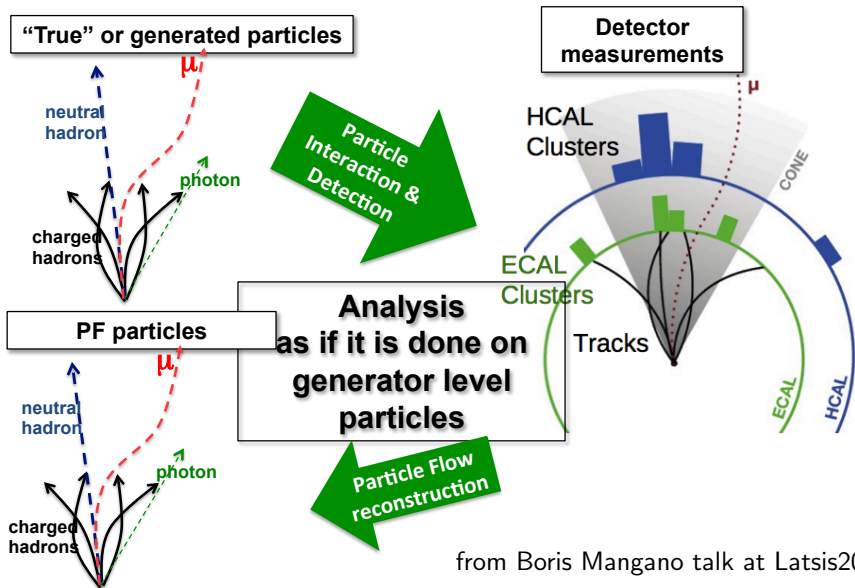 “True” or generated particles
μ
neutral
hadron
photon
charged
hadrons
Particle
Interaction &
Detection
Detector
measurements
μ
HCAL
Clusters
CONE
ECAL
Clusters
Tracks
ECAL
HCAL
Analysis
as if it is done on
generator level
particles
PF particles
μ
neutral
hadron
photon
charged
hadrons
Particle Flow
reconstruction
from Boris Mangano talk at Latsis20